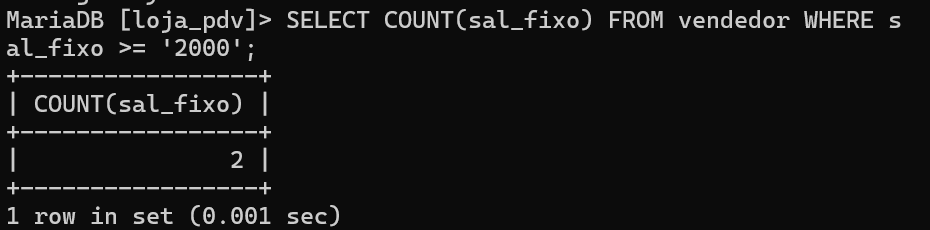 MariaDB [loja_pdv]> SELECT COUNT(sal_fixo) FROM vendedor WHERE s
al_fixo >= '2000';
+----------------+
| COUNT(sal_fixo) |
+----------------+
|               2 |
+----------------+
1 row in set (0.001 sec)